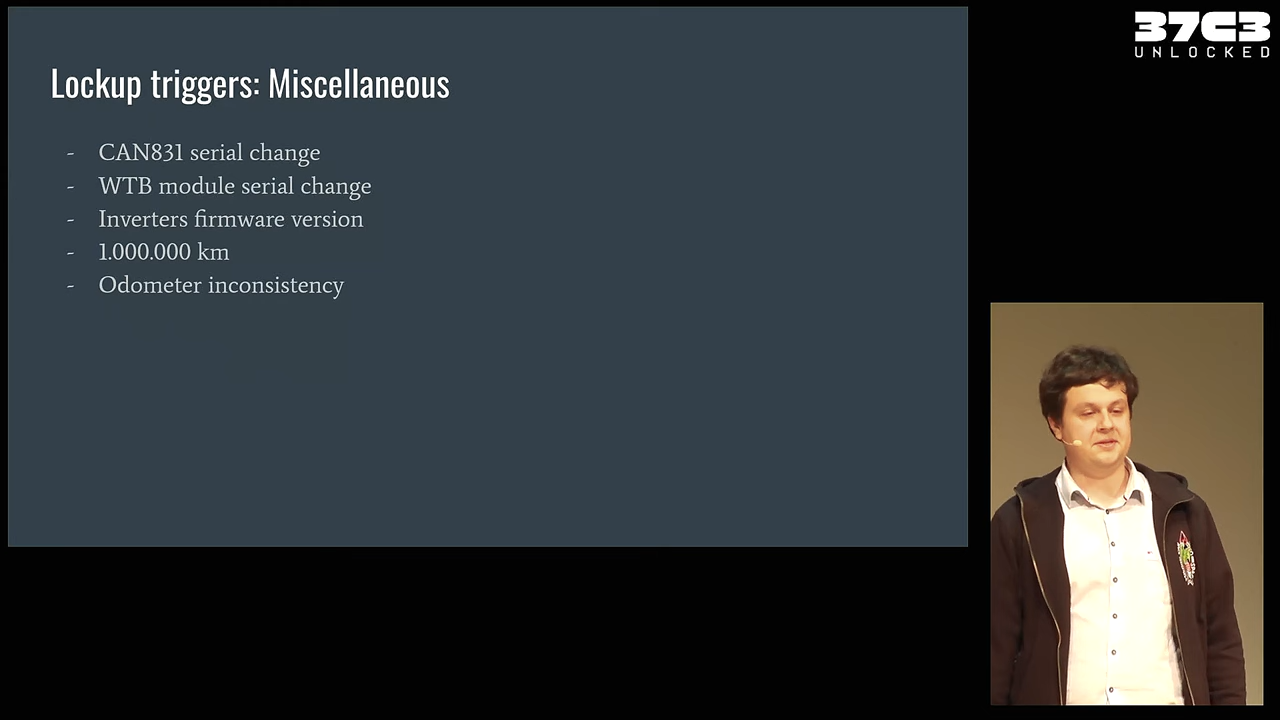 Lockup triggers: Miscellaneous
- CAN831 serial change
- WTB module serial change
- Inverters firmware version
- 1.000.000 km
- Odometer inconsistency
37C3
UNLOCKED